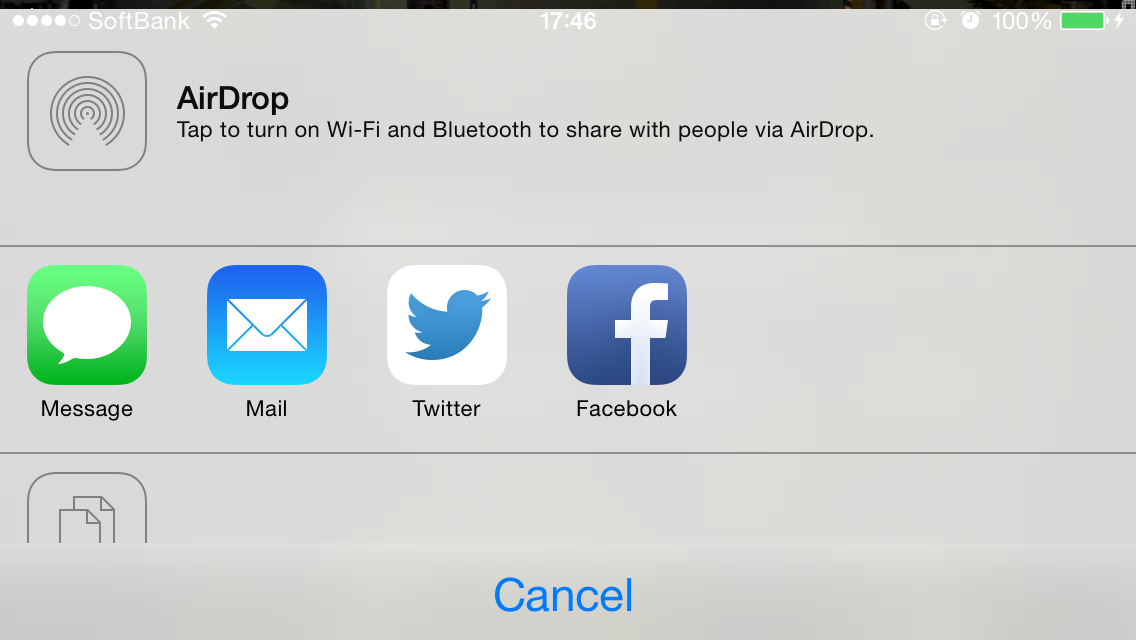 SoftBank 17:46 100%
AirDrop
Tap to turn on Wi-Fi and Bluetooth to share with people via AirDrop.
Message Mail Twitter Facebook
Cancel